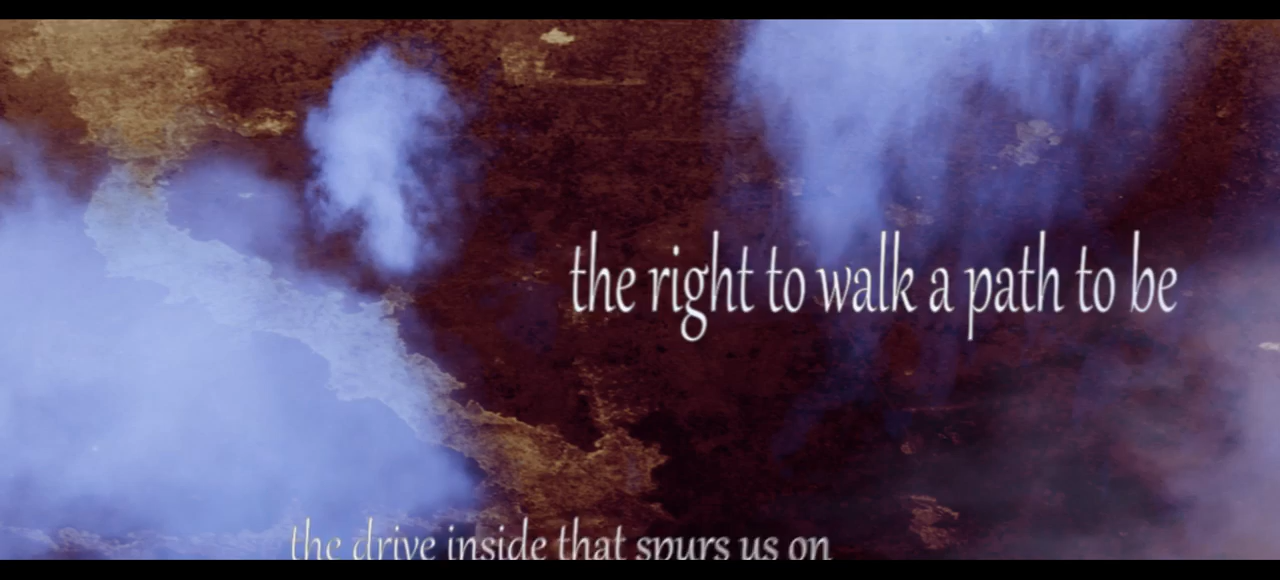 the right to walk a path to be
the drive inside that spurs us on